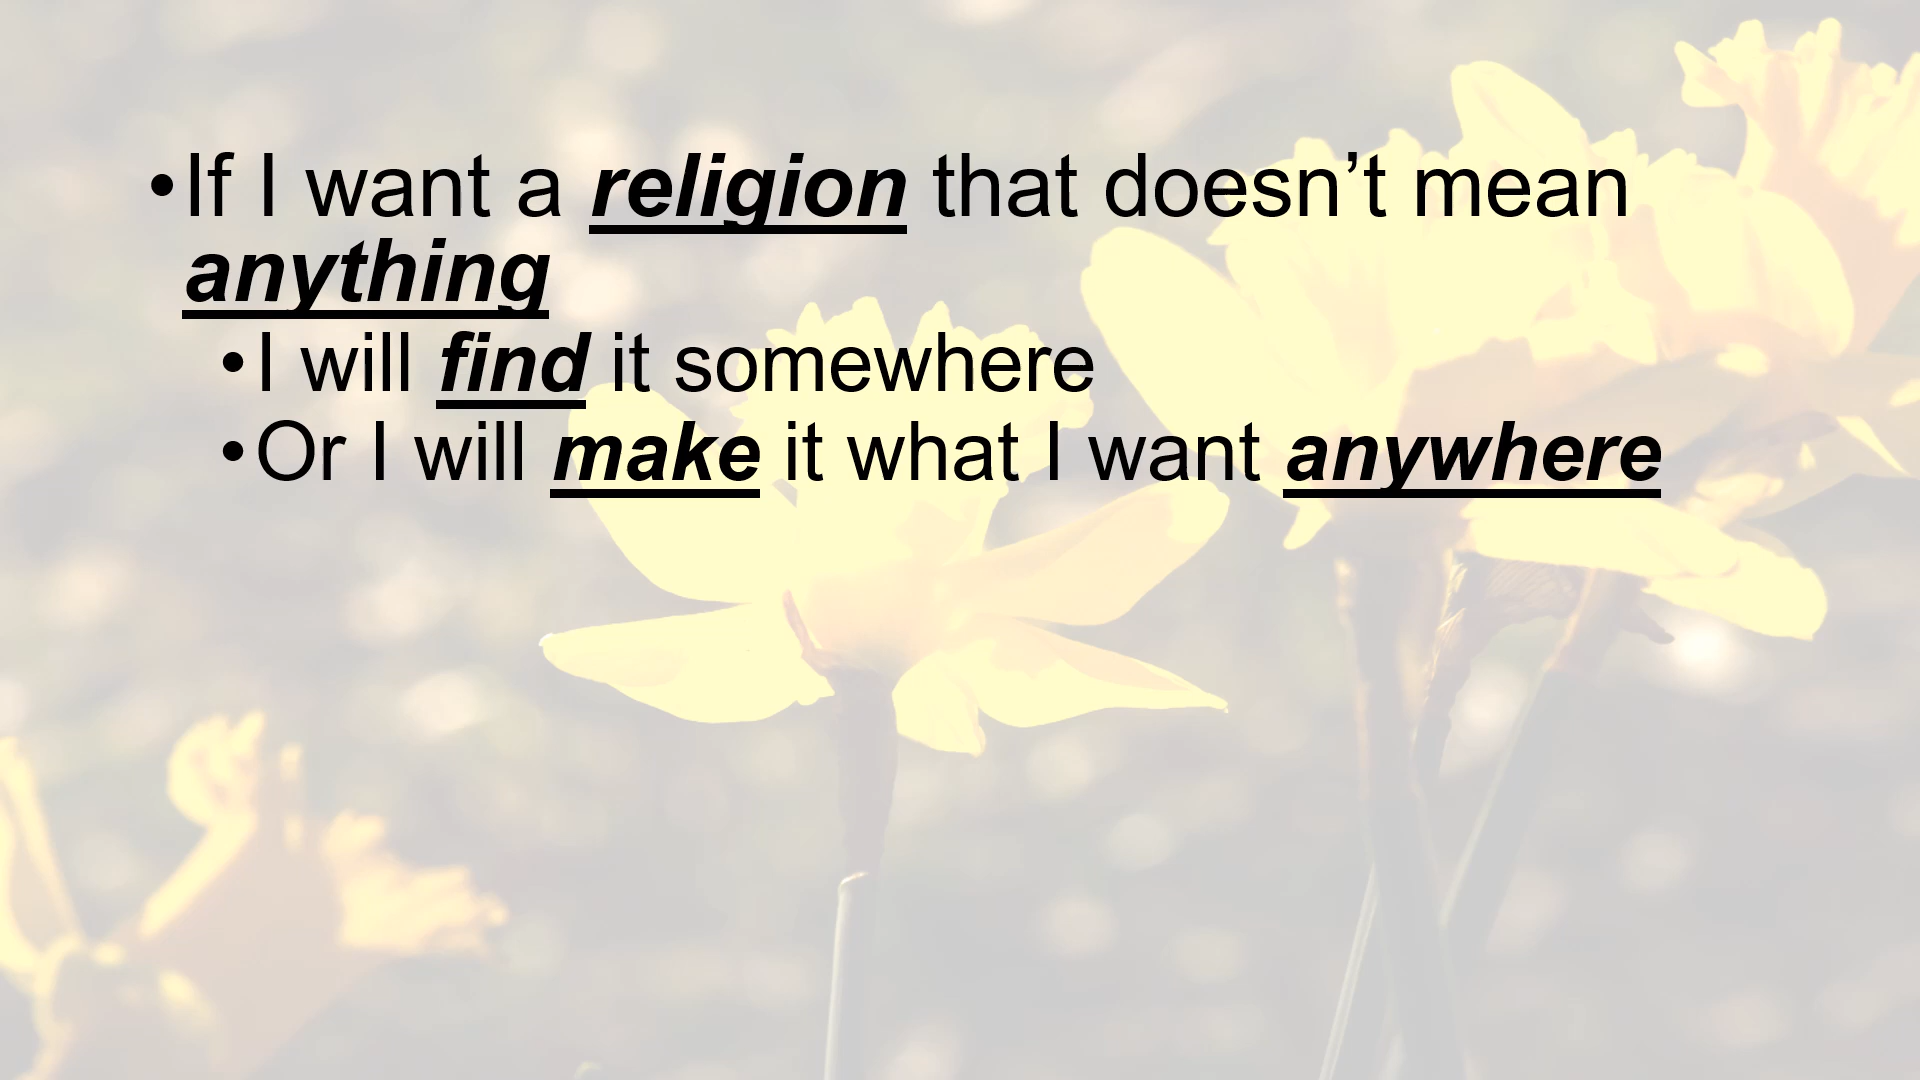 •If I want a religion that doesn’t mean
anything
•I will find it somewhere
•Or I will make it what I want anywhere